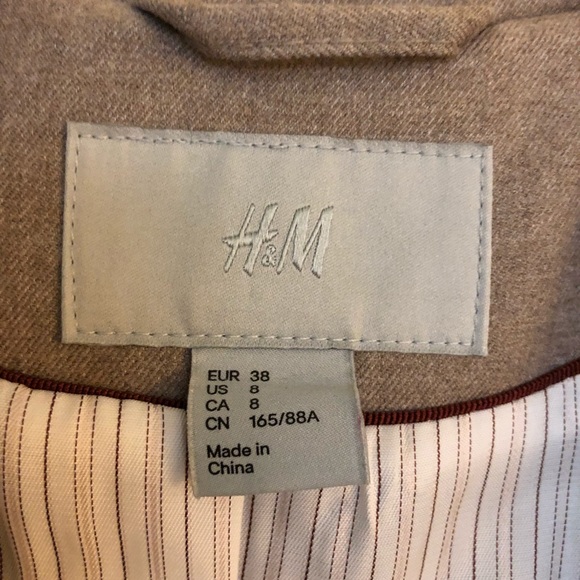 H&M
EUR 38
US 8
CA 8
CN 165/88A
Made in
China